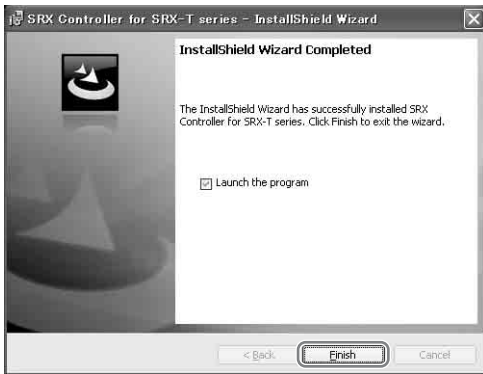 SRX Controller for SRX-T series - InstallShield Wizard
InstallShield Wizard Completed
The InstallShield Wizard has successfully installed SRX
Controller for SRX-T series. Click Finish to exit the wizard.
Launch the program
< Back
Finish
Cancel